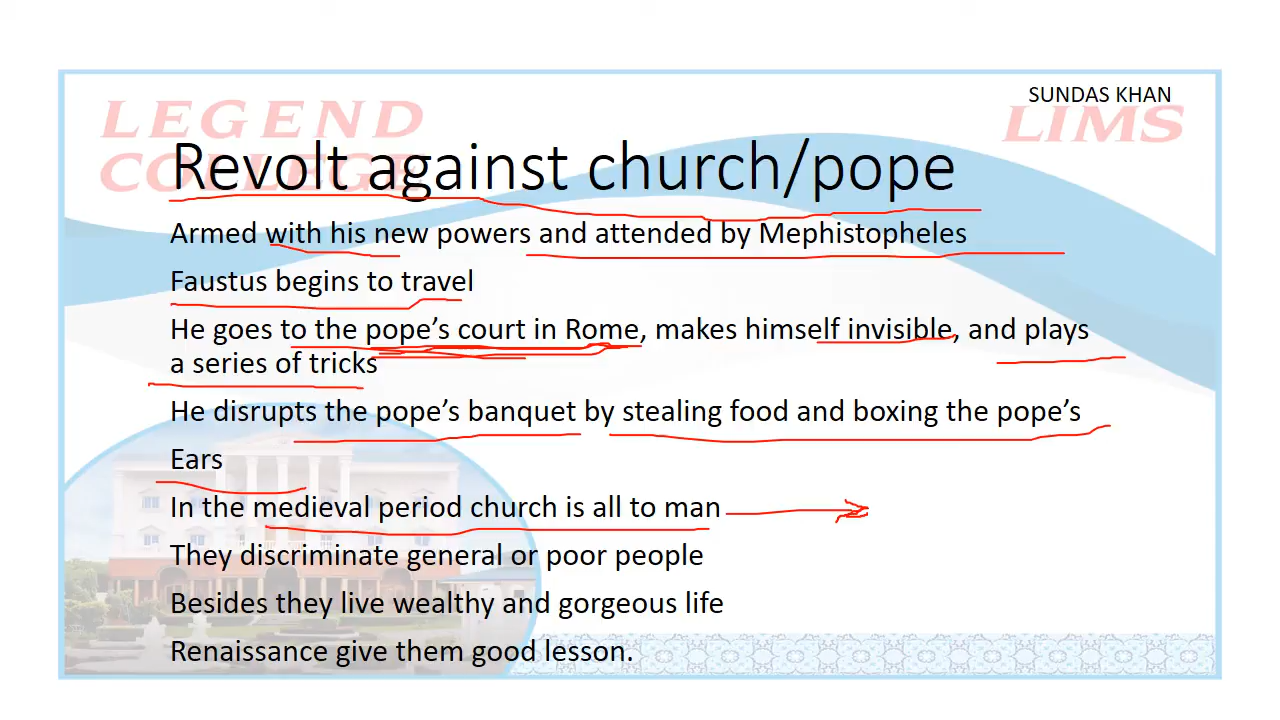 SUNDAS KHAN
LEGEND
COLLEGE
LIMS
Revolt against church/pope
Armed with his new powers and attended by Mephistopheles
Faustus begins to travel
He goes to the pope’s court in Rome, makes himself invisible, and plays
a series of tricks
He disrupts the pope’s banquet by stealing food and boxing the pope’s
Ears
In the medieval period church is all to man
They discriminate general or poor people
Besides they live wealthy and gorgeous life
Renaissance give them good lesson.